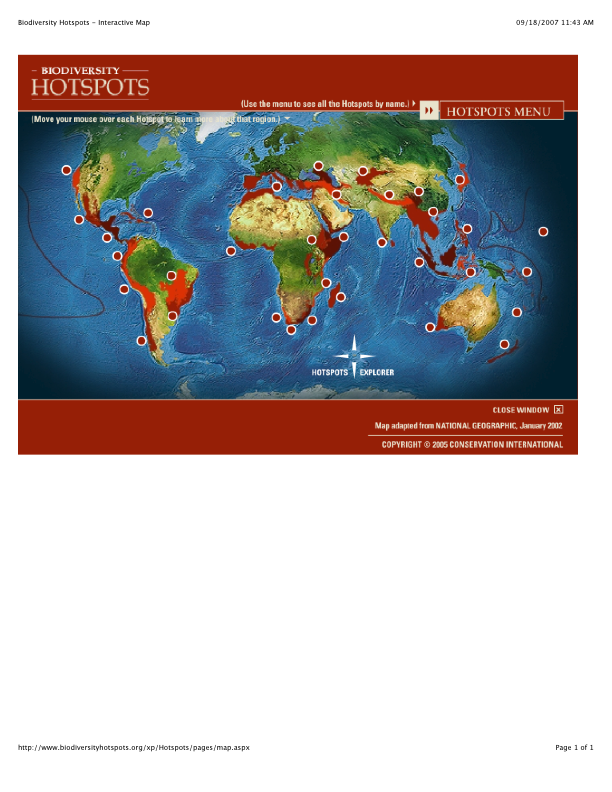 Biodiversity Hotspots - Interactive Map
09/18/2007 11:43 AM
BIODIVERSITY
HOTSPOTS
(Use the menu to see all the Hotspots by name.)
HOTSPOTS MENU
(Move your mouse over each Hotspot to learn more about that region.)
HOTSPOTS EXPLORER
CLOSE WINDOW
Map adapted from NATIONAL GEOGRAPHIC, January 2002
COPYRIGHT © 2005 CONSERVATION INTERNATIONAL
http://www.biodiversityhotspots.org/xp/Hotspots/pages/map.aspx
Page 1 of 1